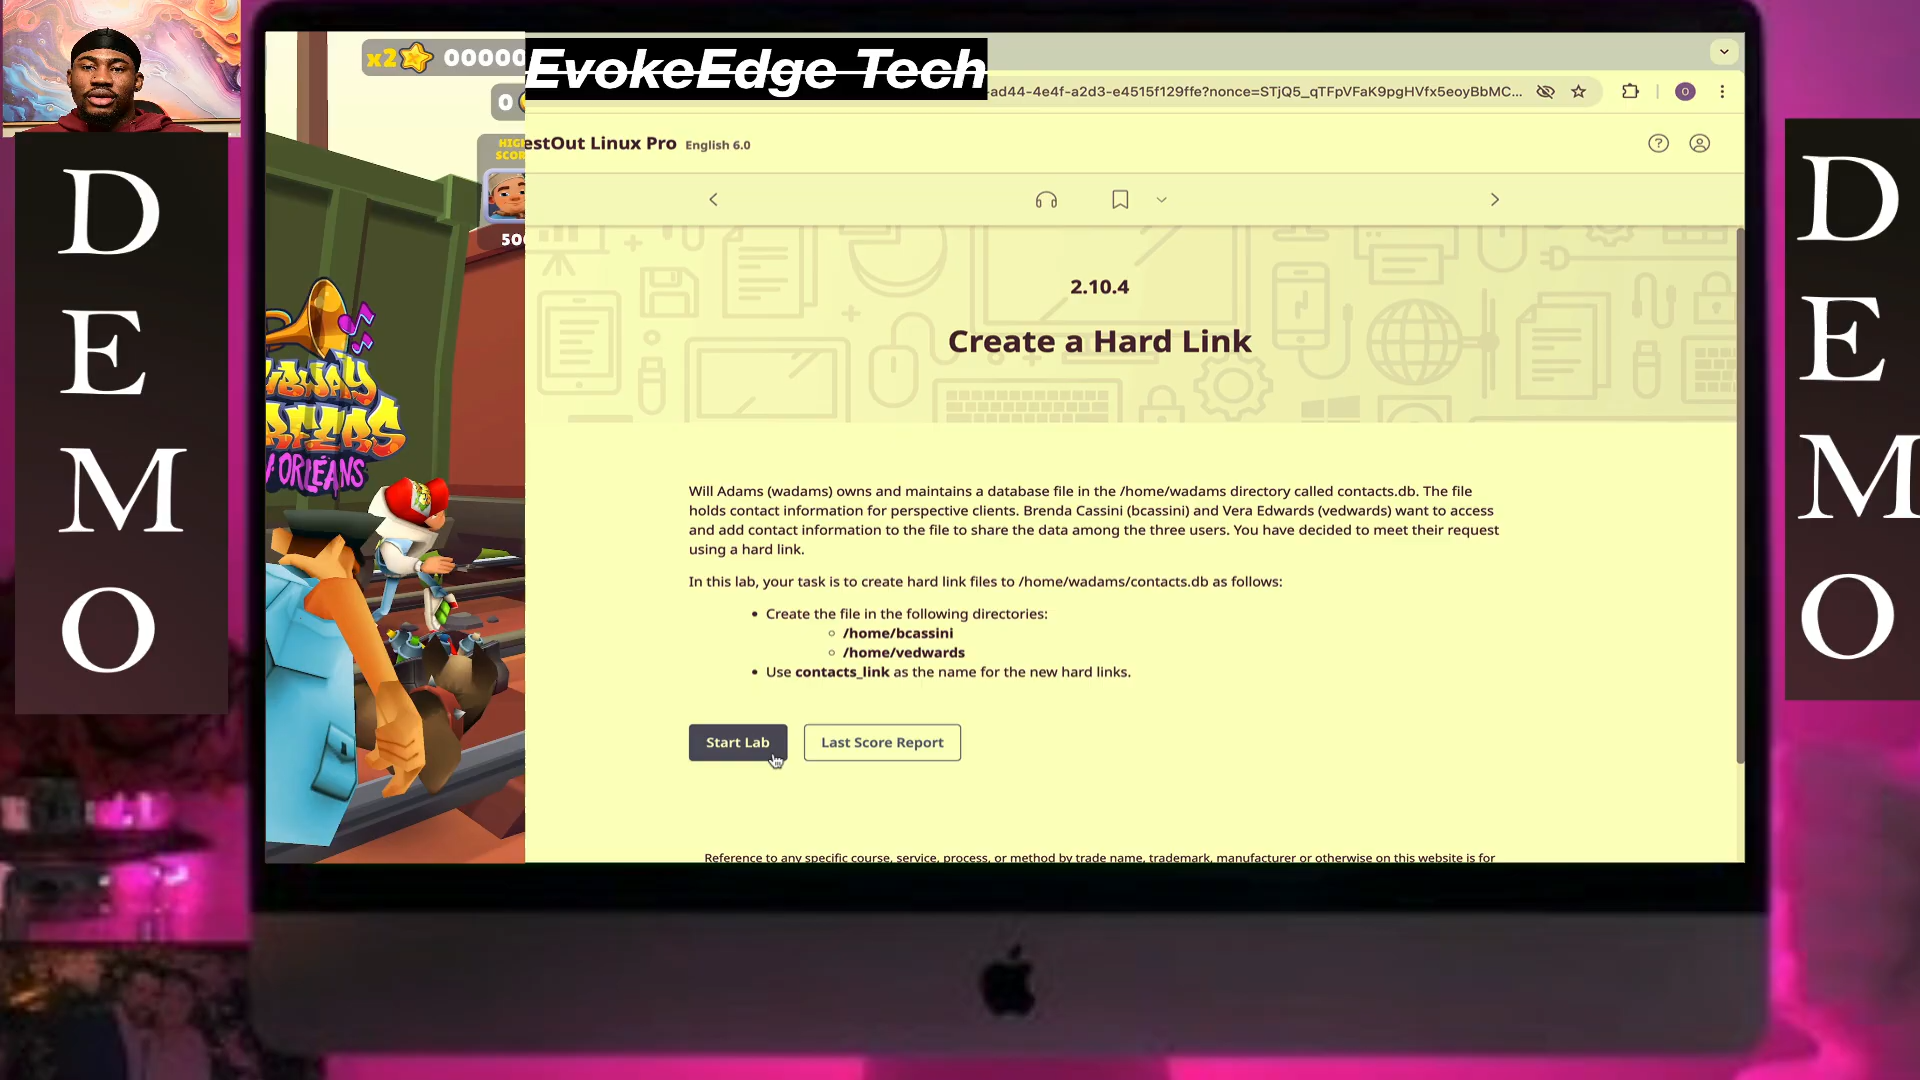 x2 00000
EvokeEdge Tech
0
-ad44-4e4f-a2d3-e4515f129ffe?nonce=STjQ5_qTFpVFaK9pgHVfx5eoyBbMC...
O
HIG
SCOR
500
estOut Linux Pro English 6.0
DEMO
DEMO
2.10.4
Create a Hard Link
ORLEANS
Will Adams (wadams) owns and maintains a database file in the /home/wadams directory called contacts.db. The file
holds contact information for perspective clients. Brenda Cassini (bcassini) and Vera Edwards (vedwards) want to access
and add contact information to the file to share the data among the three users. You have decided to meet their request
using a hard link.
In this lab, your task is to create hard link files to /home/wadams/contacts.db as follows:
• Create the file in the following directories:
○ /home/bcassini
○ /home/vedwards
• Use contacts_link as the name for the new hard links.
Start Lab
Last Score Report
Reference to any specific course, service, process, or method by trade name, trademark, manufacturer or otherwise on this website is for